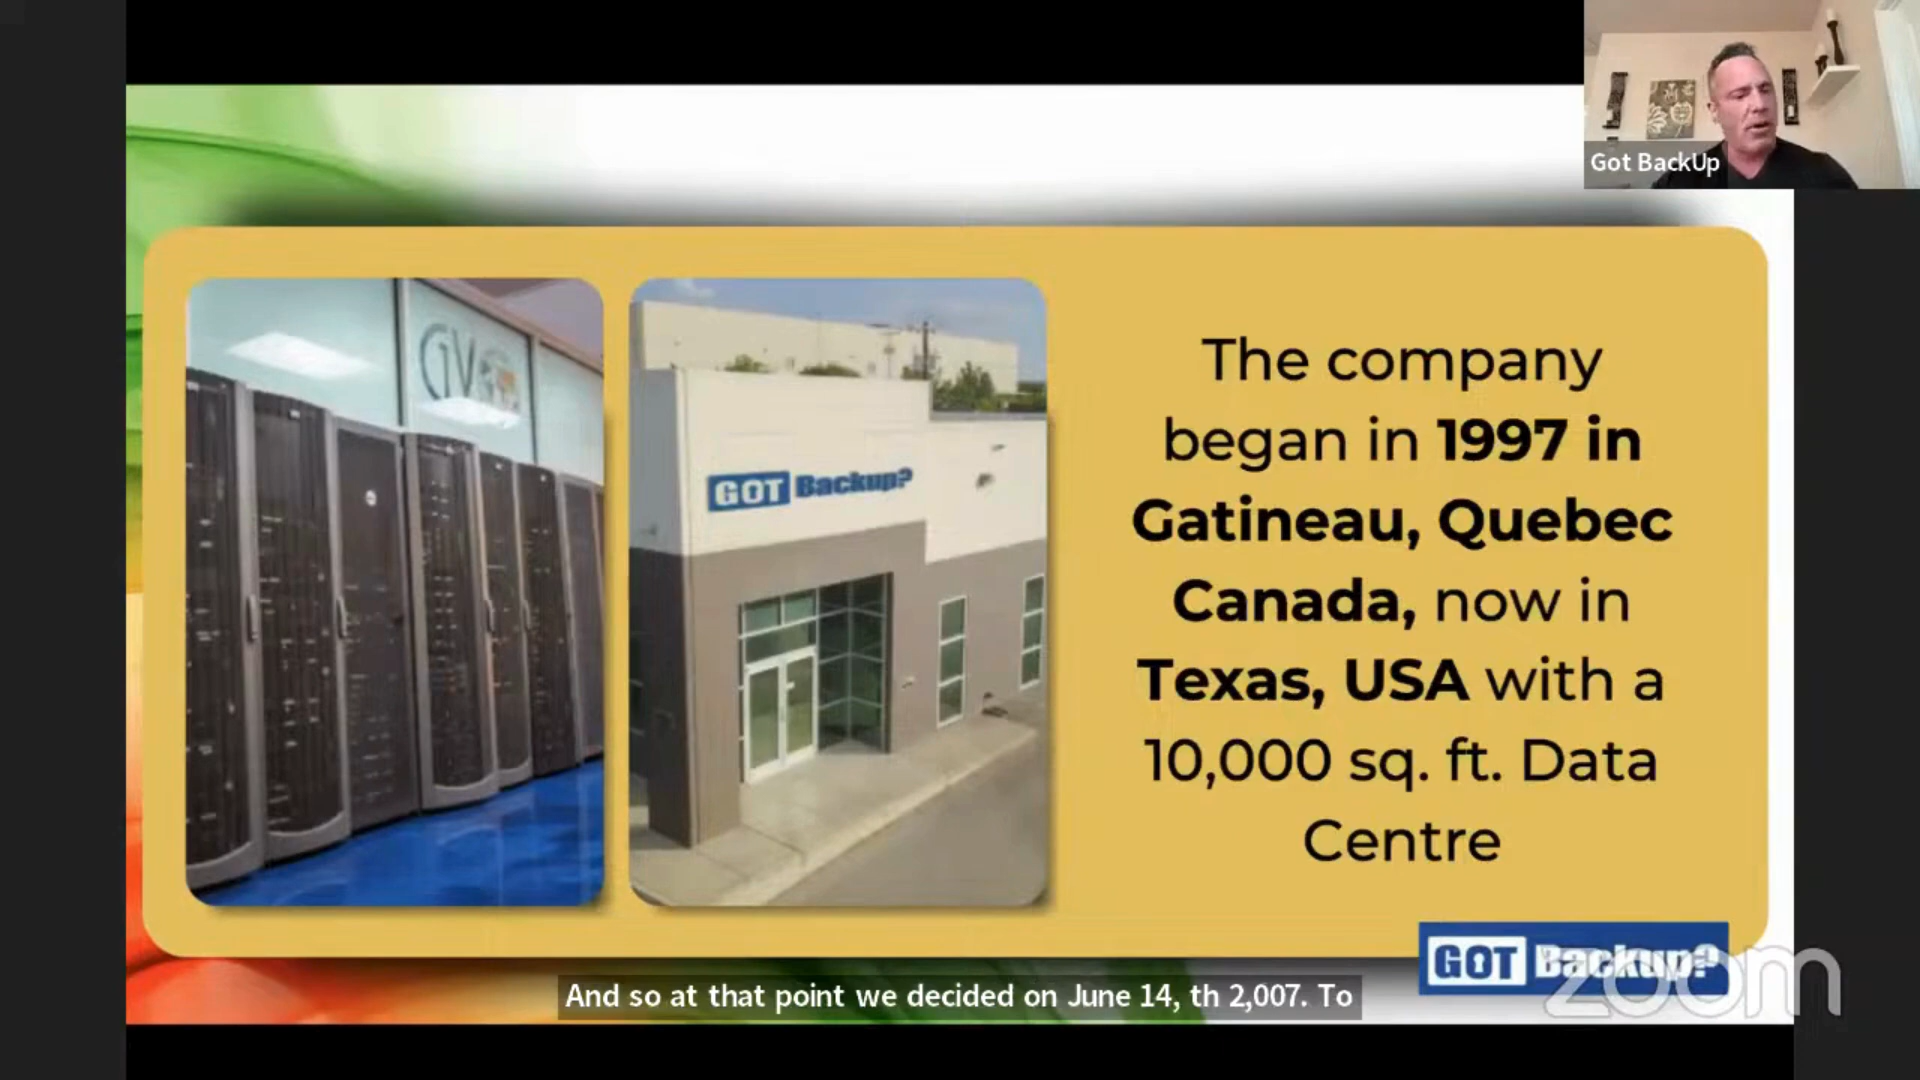 Got BackUp
GOT Backup?
The company
began in 1997 in
Gatineau, Quebec
Canada, now in
Texas, USA with a
10,000 sq. ft. Data
Centre
GOT Backup?
zoom
And so at that point we decided on June 14, th 2,007. To